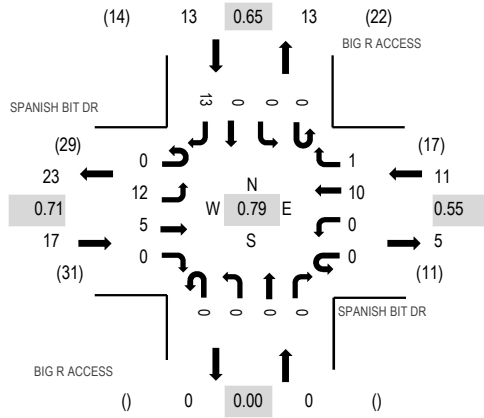 (14) 13 0.65 13 (22)
BIG R ACCESS
SPANISH BIT DR
13 0 0 0
(29) (17)
23 0 1 11
12 N 10
0.71 W 0.79 E 0.55
5 S 0
17 0 0 5
(31) (11)
0 0 0 0
SPANISH BIT DR
BIG R ACCESS
() 0 0.00 0 ()